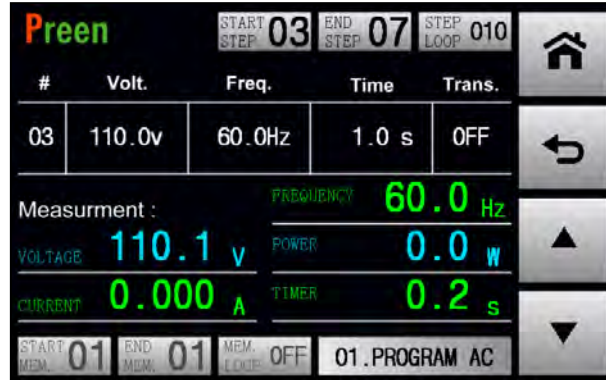 Preen START STEP 03 END STEP 07 STEP LOOP 010
# Volt. Freq. Time Trans.
03 110.0v 60.0Hz 1.0 s OFF
Measurment :
FREQUENCY 60.0 Hz
VOLTAGE 110.1 V POWER 0.0 W
CURRENT 0.000 A TIMER 0.2 s
START MEM. 01 END MEM. 01 MEM. LOOP OFF 01.PROGRAM AC